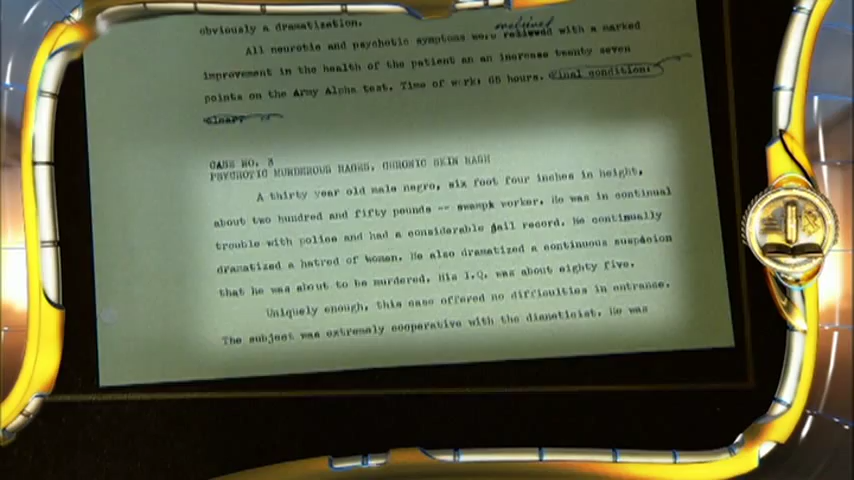 obviously a dramatization.
relieved
All neurotic and psychotic symptoms were relieved with a marked
improvement in the health of the patient an an increase twenty seven
points on the Army Alpha test. Time of work: 65 hours. Final condition:
CASE NO. 3
PSYCHOTIC MURDEROUS RAGES, CHRONIC SKIN RASH
A thirty year old male negro, six foot four inches in height,
about two hundred and fifty pounds -- swamp worker. He was in continual
trouble with police and had a considerable jail record. He continually
dramatized a hatred of women. He also dramatized a continuous suspicion
that he was about to be murdered. His I.Q. was about eighty five.
Uniquely enough, this case offered no difficulties in entrance.
The subject was extremely cooperative with the dianeticist. He was